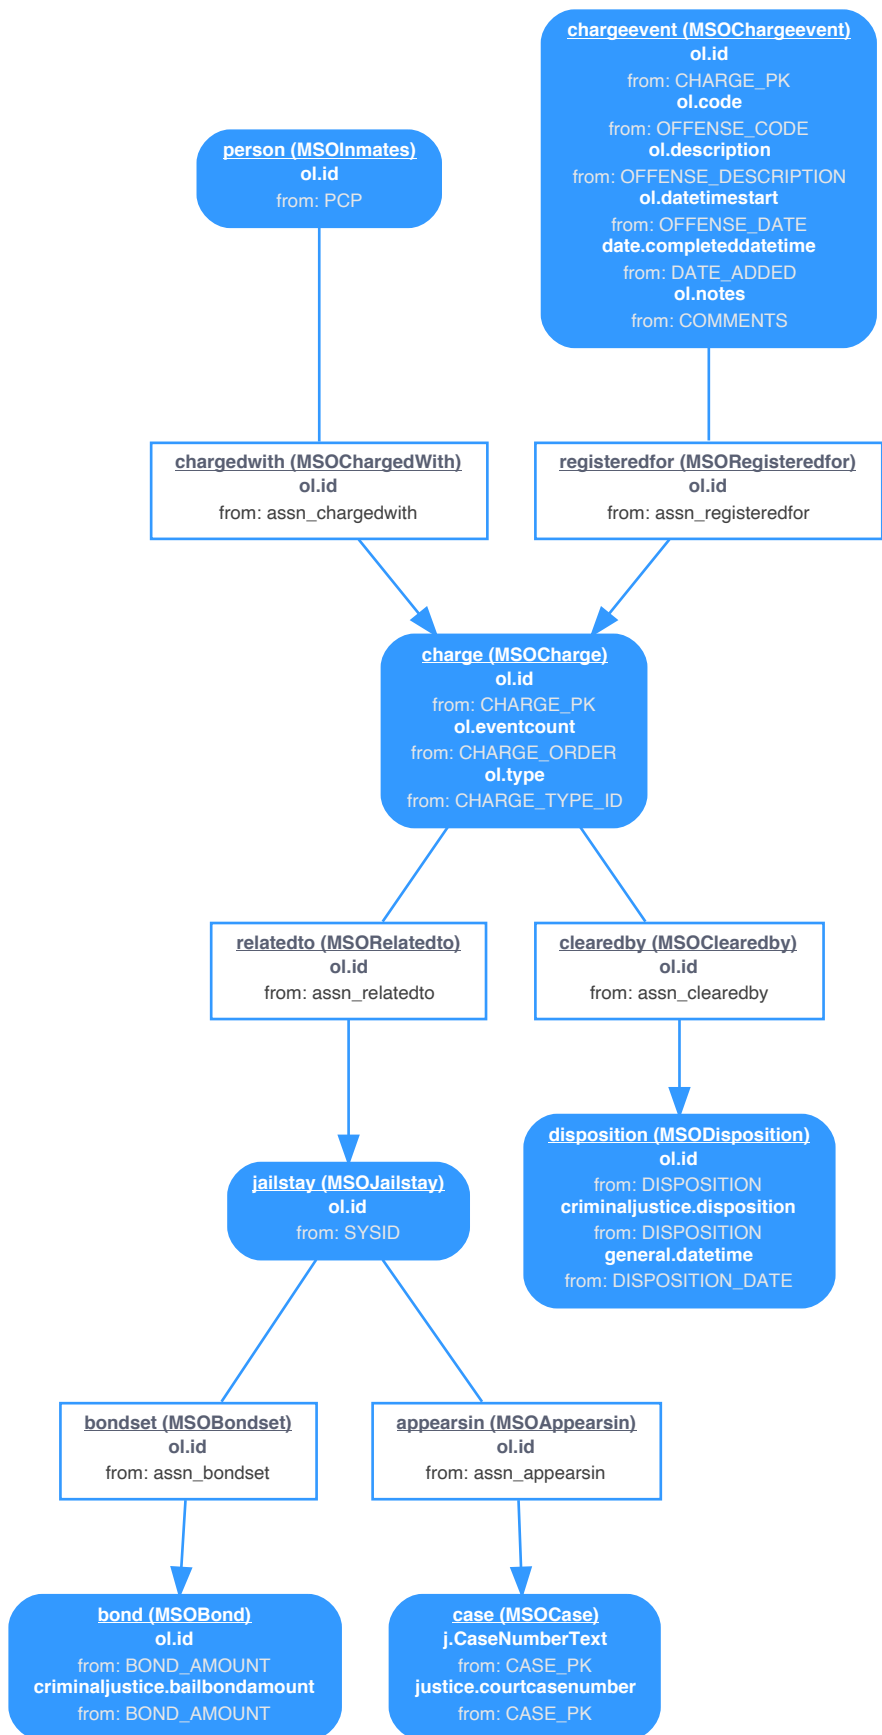 chargeevent (MSOChargeevent)
ol.id
from: CHARGE_PK
ol.code
from: OFFENSE_CODE
ol.description
from: OFFENSE_DESCRIPTION
ol.datetimestart
from: OFFENSE_DATE
date.completeddatetime
from: DATE_ADDED
ol.notes
from: COMMENTS
person (MSOInmates)
ol.id
from: PCP
chargedwith (MSOChargedWith)
ol.id
from: assn_chargedwith
registeredfor (MSORegisteredfor)
ol.id
from: assn_registeredfor
charge (MSOCharge)
ol.id
from: CHARGE_PK
ol.eventcount
from: CHARGE_ORDER
ol.type
from: CHARGE_TYPE_ID
relatedto (MSORelatedto)
ol.id
from: assn_relatedto
clearedby (MSOClearedby)
ol.id
from: assn_clearedby
disposition (MSODisposition)
ol.id
from: DISPOSITION
criminaljustice.disposition
from: DISPOSITION
general.datetime
from: DISPOSITION_DATE
jailstay (MSOJailstay)
ol.id
from: SYSID
bondset (MSOBondset)
ol.id
from: assn_bondset
appearsin (MSOAppearsin)
ol.id
from: assn_appearsin
bond (MSOBond)
ol.id
from: BOND_AMOUNT
criminaljustice.bailbondamount
from: BOND_AMOUNT
case (MSOCase)
j.CaseNumberText
from: CASE_PK
justice.courtcasenumber
from: CASE_PK